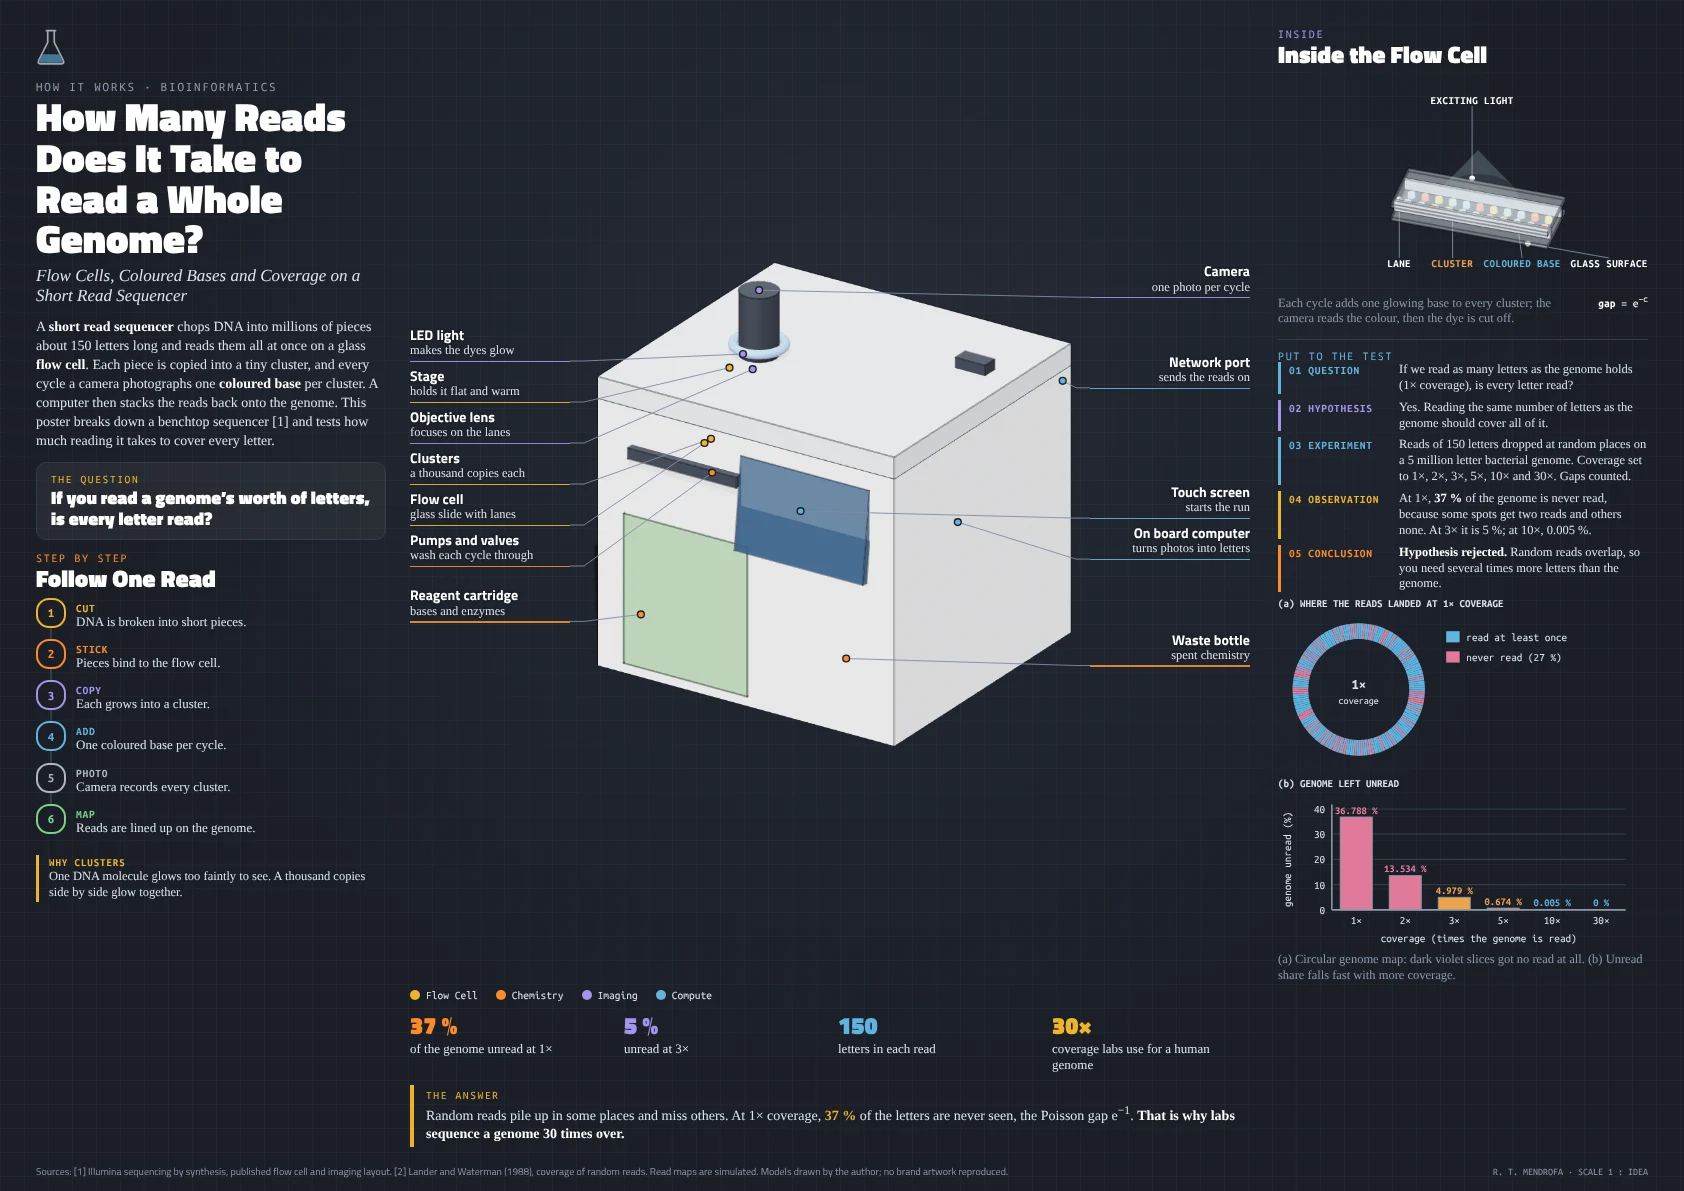 HOW IT WORKS · BIOINFORMATICS
How Many Reads
Does It Take to
Read a Whole
Genome?
Flow Cells, Coloured Bases and Coverage on a
Short Read Sequencer
A short read sequencer chops DNA into millions of pieces
about 150 letters long and reads them all at once on a glass
flow cell. Each piece is copied into a tiny cluster, and every
cycle a camera photographs one coloured base per cluster. A
computer then stacks the reads back onto the genome. This
poster breaks down a benchtop sequencer [1] and tests how
much reading it takes to cover every letter.
THE QUESTION
If you read a genome’s worth of letters,
is every letter read?
STEP BY STEP
Follow One Read
1
CUT
DNA is broken into short pieces.
2
STICK
Pieces bind to the flow cell.
3
COPY
Each grows into a cluster.
4
ADD
One coloured base per cycle.
5
PHOTO
Camera records every cluster.
6
MAP
Reads are lined up on the genome.
WHY CLUSTERS
One DNA molecule glows too faintly to see. A thousand copies
side by side glow together.
LED light
makes the dyes glow
Stage
holds it flat and warm
Objective lens
focuses on the lanes
Clusters
a thousand copies each
Flow cell
glass slide with lanes
Pumps and valves
wash each cycle through
Reagent cartridge
bases and enzymes
Camera
one photo per cycle
Network port
sends the reads on
Touch screen
starts the run
On board computer
turns photos into letters
Waste bottle
spent chemistry
Flow Cell
Chemistry
Imaging
Compute
37 %
of the genome unread at 1×
5 %
unread at 3×
150
letters in each read
30×
coverage labs use for a human
genome
THE ANSWER
Random reads pile up in some places and miss others. At 1× coverage, 37 % of the letters are never seen, the Poisson gap e⁻¹. That is why labs
sequence a genome 30 times over.
INSIDE
Inside the Flow Cell
EXCITING LIGHT
LANE
CLUSTER
COLOURED BASE
GLASS SURFACE
Each cycle adds one glowing base to every cluster; the
camera reads the colour, then the dye is cut off.
gap = e⁻ᶜ
PUT TO THE TEST
01 QUESTION
If we read as many letters as the genome holds
(1× coverage), is every letter read?
02 HYPOTHESIS
Yes. Reading the same number of letters as the
genome should cover all of it.
03 EXPERIMENT
Reads of 150 letters dropped at random places on
a 5 million letter bacterial genome. Coverage set
to 1×, 2×, 3×, 5×, 10× and 30×. Gaps counted.
04 OBSERVATION
At 1×, 37 % of the genome is never read,
because some spots get two reads and others
none. At 3× it is 5 %; at 10×, 0.005 %.
05 CONCLUSION
Hypothesis rejected. Random reads overlap, so
you need several times more letters than the
genome.
(a) WHERE THE READS LANDED AT 1× COVERAGE
1×
coverage
read at least once
never read (27 %)
(b) GENOME LEFT UNREAD
genome unread (%)
40
30
20
10
0
36.788 %
13.534 %
4.979 %
0.674 %
0.005 %
0 %
1×
2×
3×
5×
10×
30×
coverage (times the genome is read)
(a) Circular genome map: dark violet slices got no read at all. (b) Unread
share falls fast with more coverage.
Sources: [1] Illumina sequencing by synthesis, published flow cell and imaging layout. [2] Lander and Waterman (1988), coverage of random reads. Read maps are simulated. Models drawn by the author; no brand artwork reproduced.
R. T. MENDROFA · SCALE 1 : IDEA